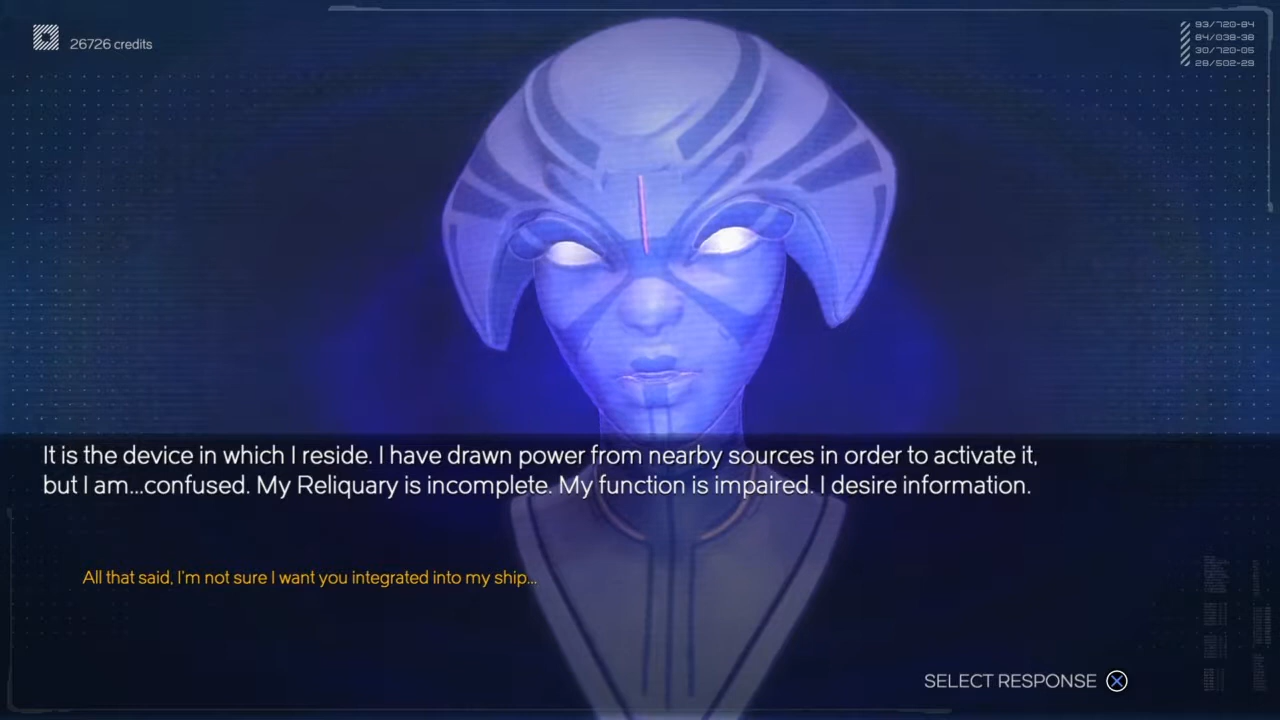 26726 credits
93/720-84
84/038-38
30/720-05
28/502-29
It is the device in which I reside. I have drawn power from nearby sources in order to activate it,
but I am...confused. My Reliquary is incomplete. My function is impaired. I desire information.
All that said, I'm not sure I want you integrated into my ship...
SELECT RESPONSE